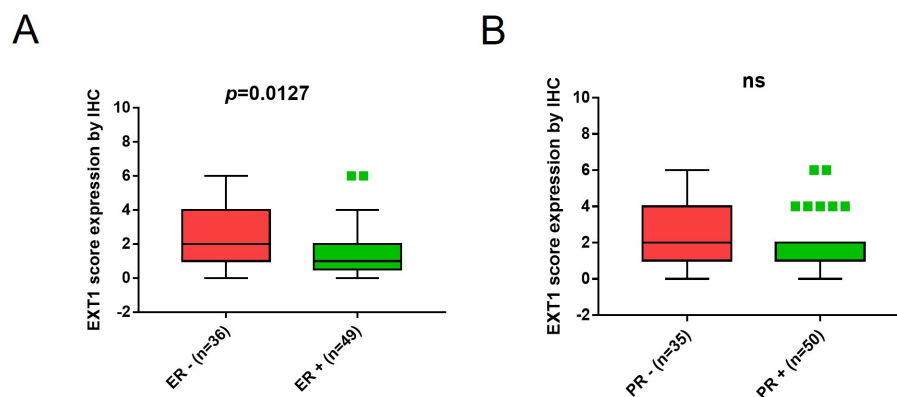 A
B
p=0.0127
ns
EXT1 score expression by IHC
10
8
6
4
2
0
-2
ER - (n=36)
ER + (n=49)
EXT1 score expression by IHC
10
8
6
4
2
0
-2
PR - (n=35)
PR + (n=50)